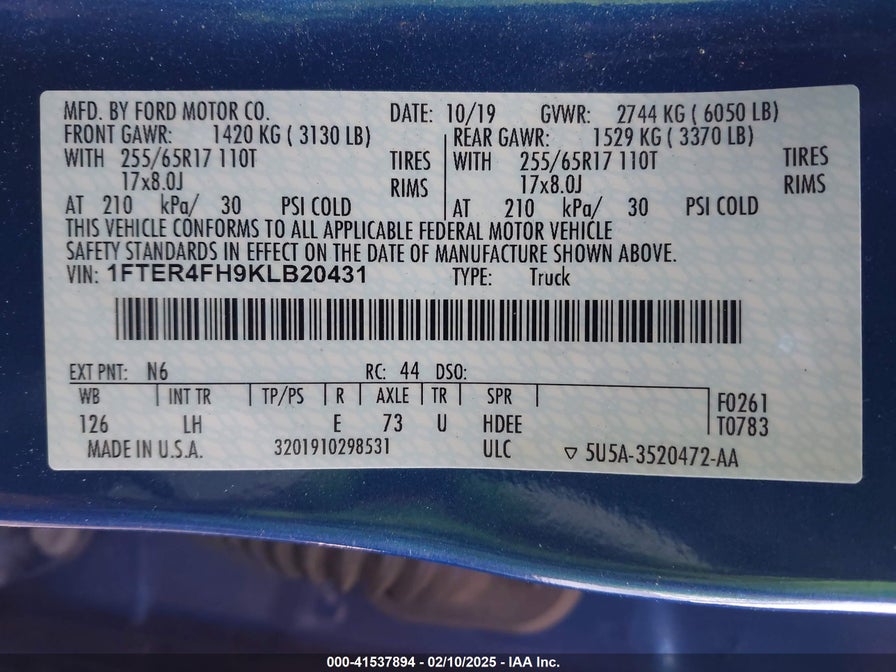 MFD. BY FORD MOTOR CO. DATE: 10/19 GVWR: 2744 KG ( 6050 LB)
FRONT GAWR: 1420 KG ( 3130 LB) REAR GAWR: 1529 KG ( 3370 LB)
WITH 255/65R17 110T TIRES WITH 255/65R17 110T TIRES
17x8.0J RIMS 17x8.0J RIMS
AT 210 kPa/ 30 PSI COLD AT 210 kPa/ 30 PSI COLD
THIS VEHICLE CONFORMS TO ALL APPLICABLE FEDERAL MOTOR VEHICLE
SAFETY STANDARDS IN EFFECT ON THE DATE OF MANUFACTURE SHOWN ABOVE.
VIN: 1FTER4FH9KLB20431 TYPE: Truck
EXT PNT: N6 RC: 44 DSO:
WB INT TR TP/PS R AXLE TR SPR F0261
126 LH E 73 U HDEE T0783
MADE IN U.S.A. 3201910298531 ULC ▽ 5U5A-3520472-AA
000-41537894 - 02/10/2025 - IAA Inc.